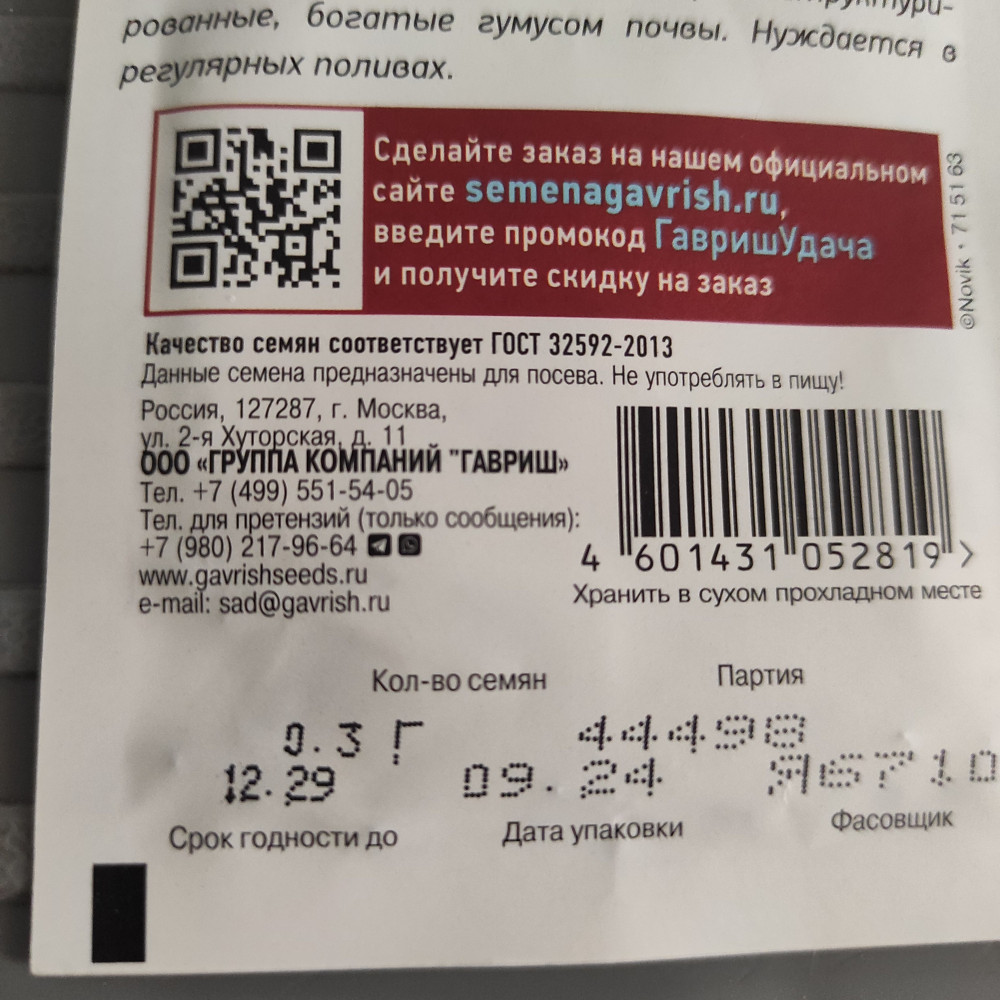 рованные, богатые гумусом почвы. Нуждается в
регулярных поливах.
Сделайте заказ на нашем официальном
сайте semenagavrish.ru,
введите промокод ГавришУдача
и получите скидку на заказ
©Novik • 71 51 63
Качество семян соответствует ГОСТ 32592-2013
Данные семена предназначены для посева. Не употреблять в пищу!
Россия, 127287, г. Москва,
ул. 2-я Хуторская, д. 11
ООО «ГРУППА КОМПАНИЙ "ГАВРИШ»
Тел. +7 (499) 551-54-05
Тел. для претензий (только сообщения):
+7 (980) 217-96-64
www.gavrishseeds.ru
e-mail: sad@gavrish.ru
4 601431 052819 >
Хранить в сухом прохладном месте
Кол-во семян
Партия
0.3 Г
44498
12.29
09.24
Я6710
Срок годности до
Дата упаковки
Фасовщик